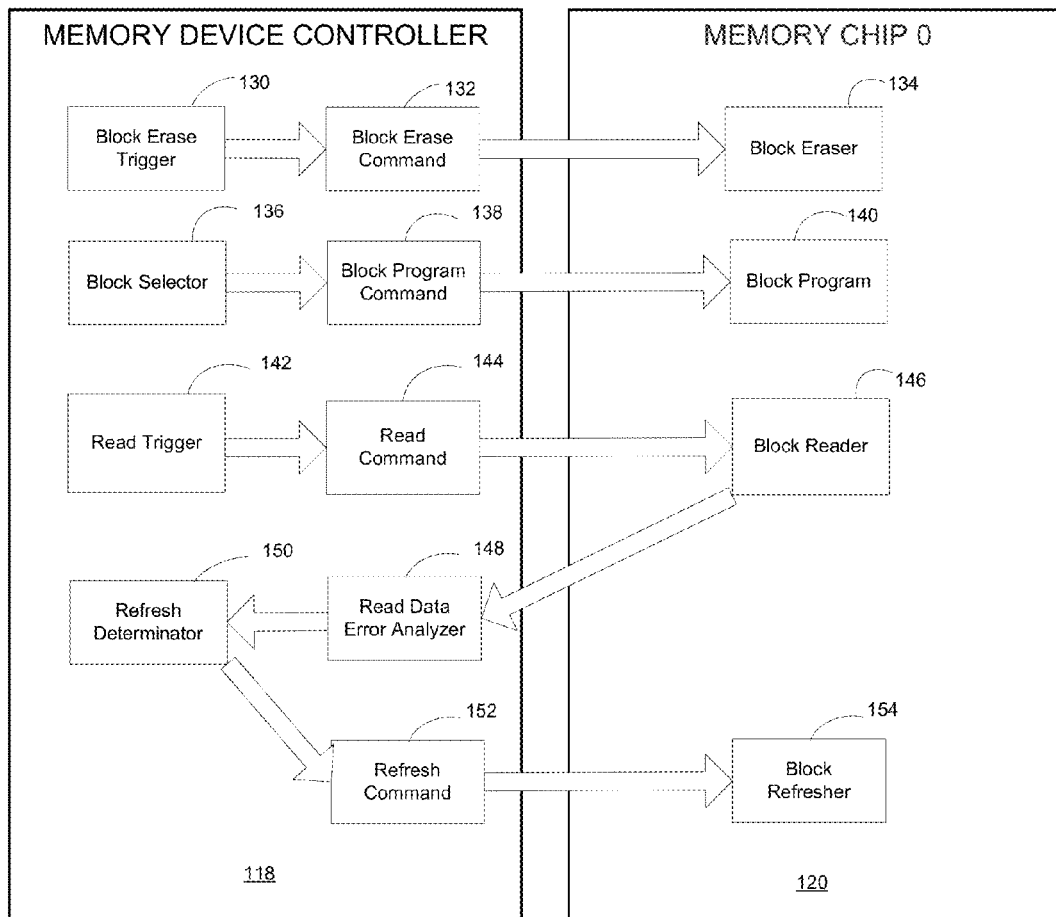 MEMORY DEVICE CONTROLLER
MEMORY CHIP 0
130
132
134
Block Erase
Trigger
Block Erase
Command
Block Eraser
136
138
140
Block Selector
Block Program
Command
Block Program
142
144
146
Read Trigger
Read
Command
Block Reader
150
148
Refresh
Determinator
Read Data
Error Analyzer
152
154
Refresh
Command
Block
Refresher
118
120